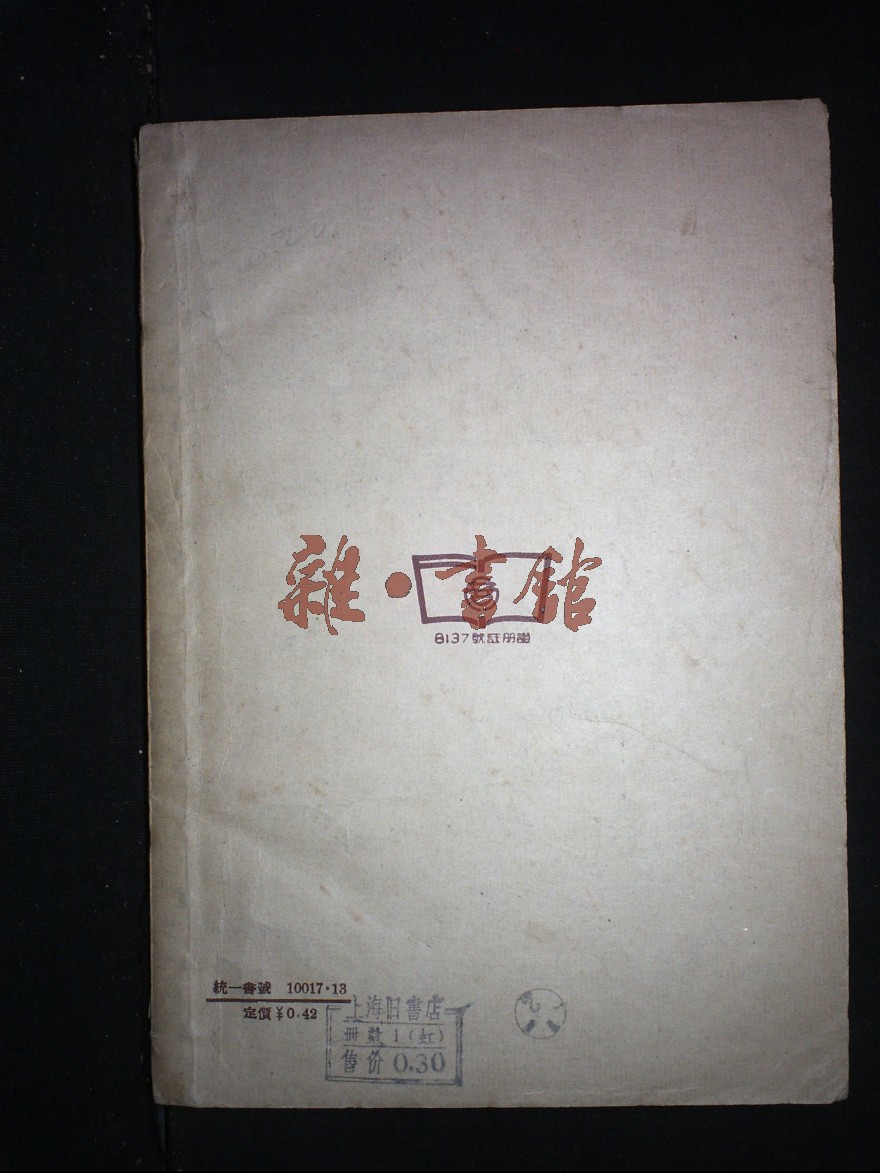 雜·書館
8137號註册證
統一書號 10017·13
定價¥0.42
上海旧書店
册数1(虹)
售价 0.30